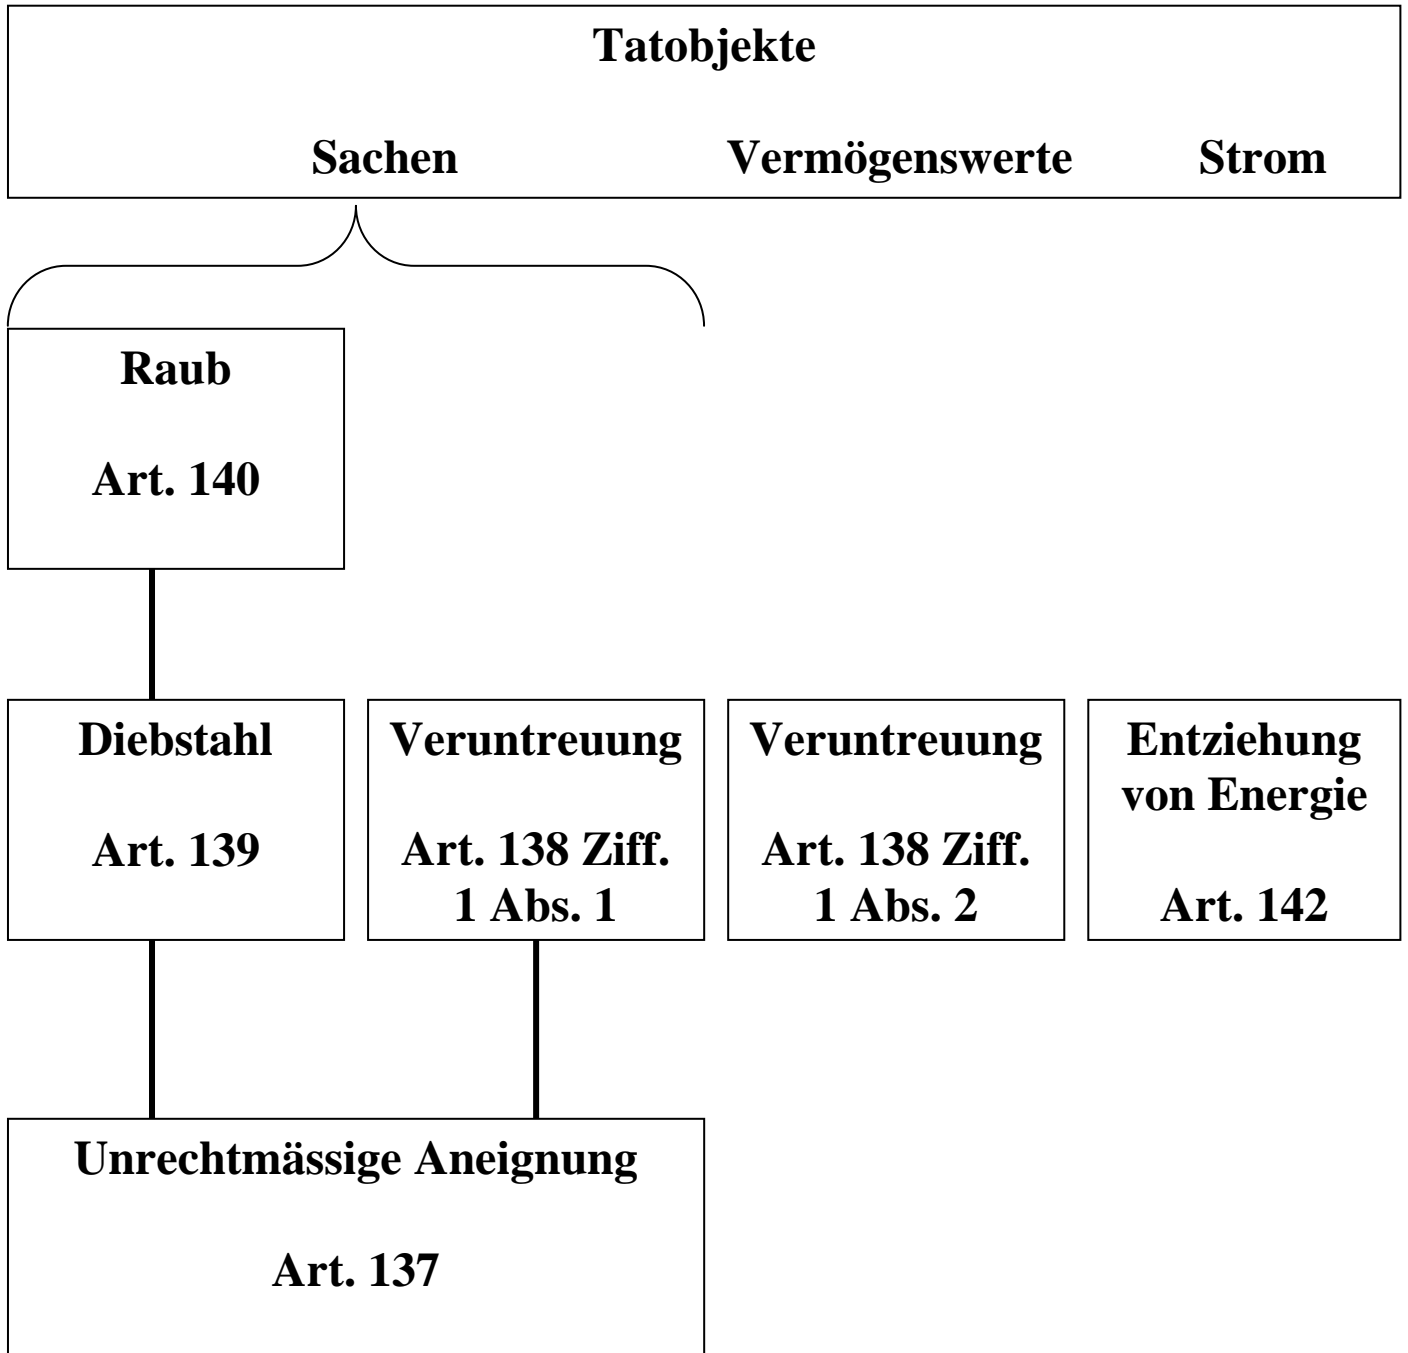 Tatobjekte
Sachen Vermögenswerte Strom
Raub
Art. 140
Diebstahl
Art. 139
Veruntreuung
Art. 138 Ziff.
1 Abs. 1
Veruntreuung
Art. 138 Ziff.
1 Abs. 2
Entziehung
von Energie
Art. 142
Unrechtmässige Aneignung
Art. 137